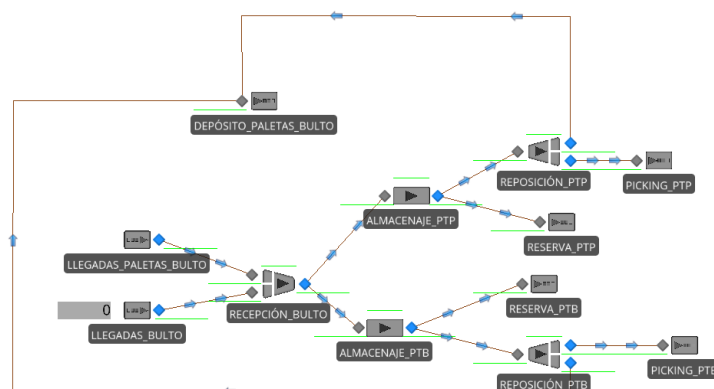 DEPÓSITO_PALETAS_BULTO
REPOSICIÓN_PTP
PICKING_PTP
ALMACENAJE_PTP
RESERVA_PTP
LLEGADAS_PALETAS_BULTO
0
RECEPCIÓN_BULTO
RESERVA_PTB
LLEGADAS_BULTO
ALMACENAJE_PTB
PICKING_PTB
REPOSICIÓN_PTB